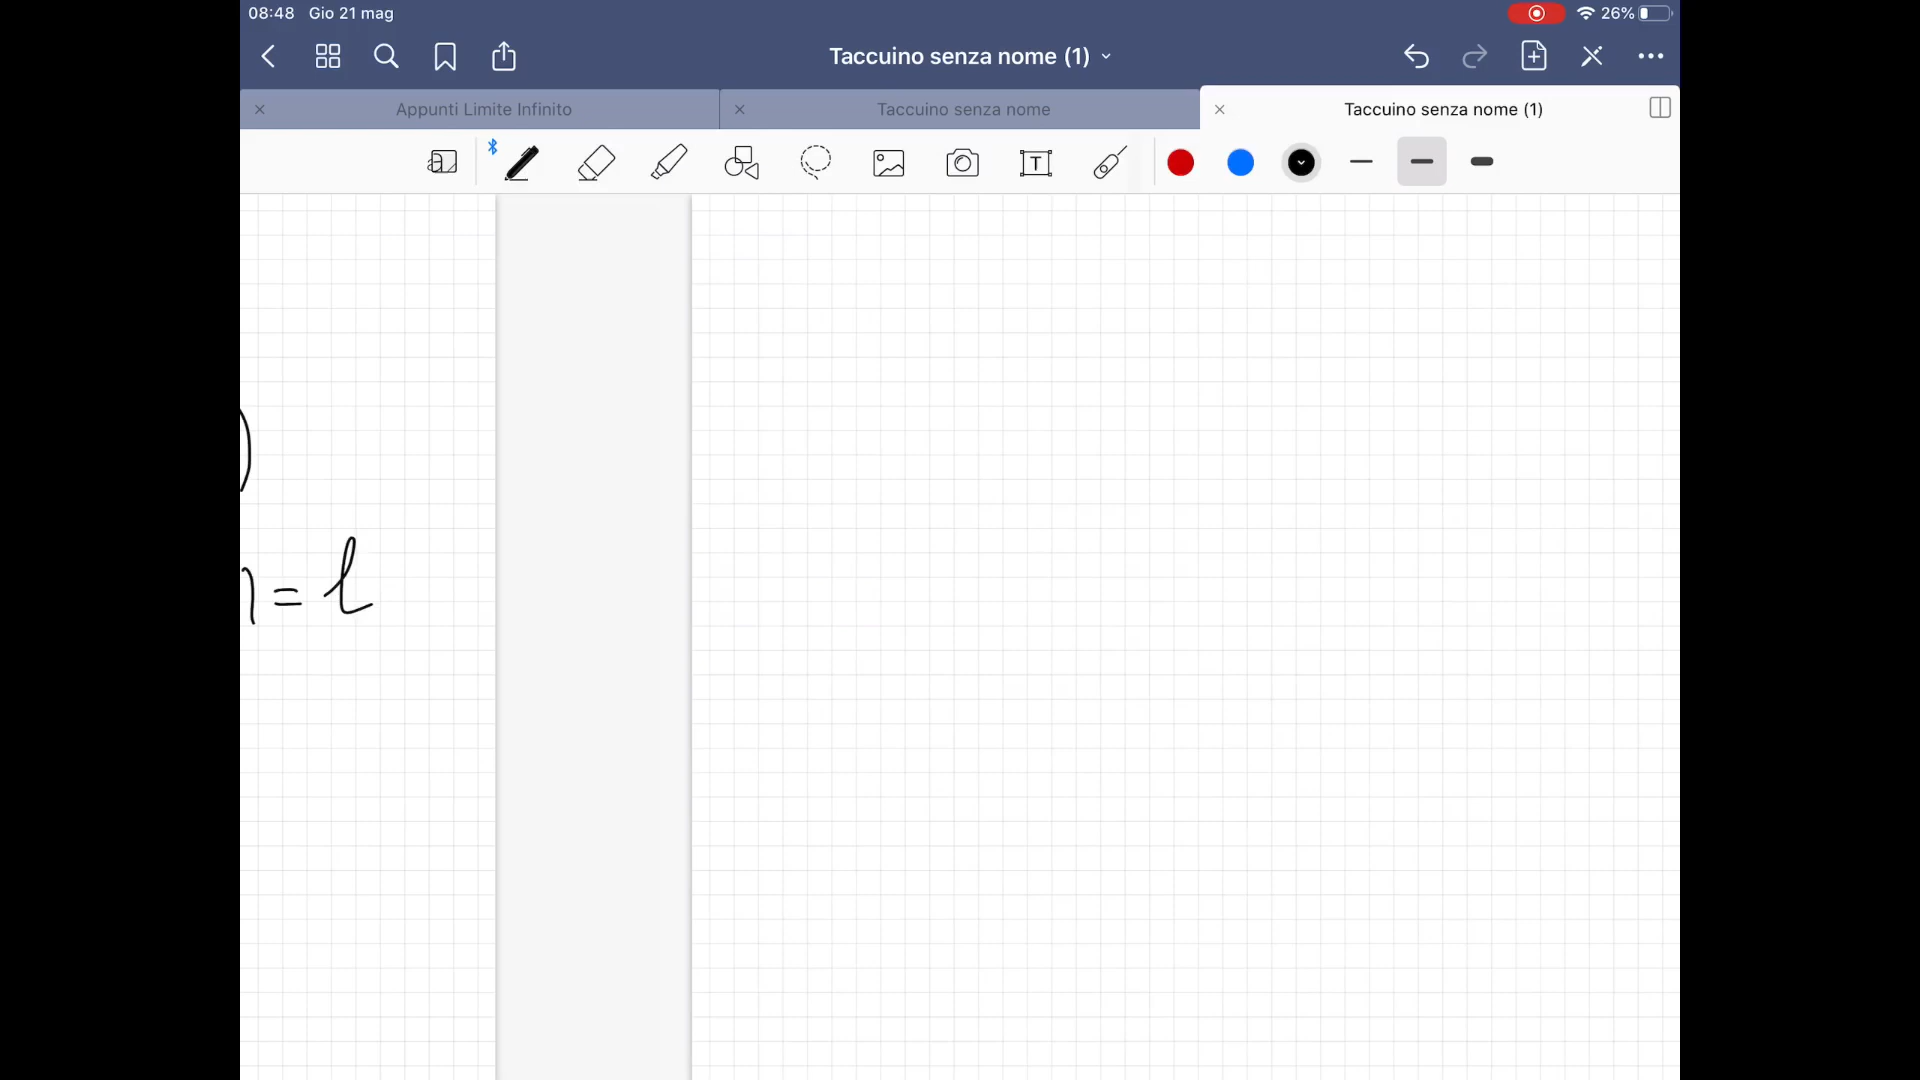 08:48 Gio 21 mag 26%
Taccuino senza nome (1)
Appunti Limite Infinito
Taccuino senza nome
Taccuino senza nome (1)
a T
)
= l